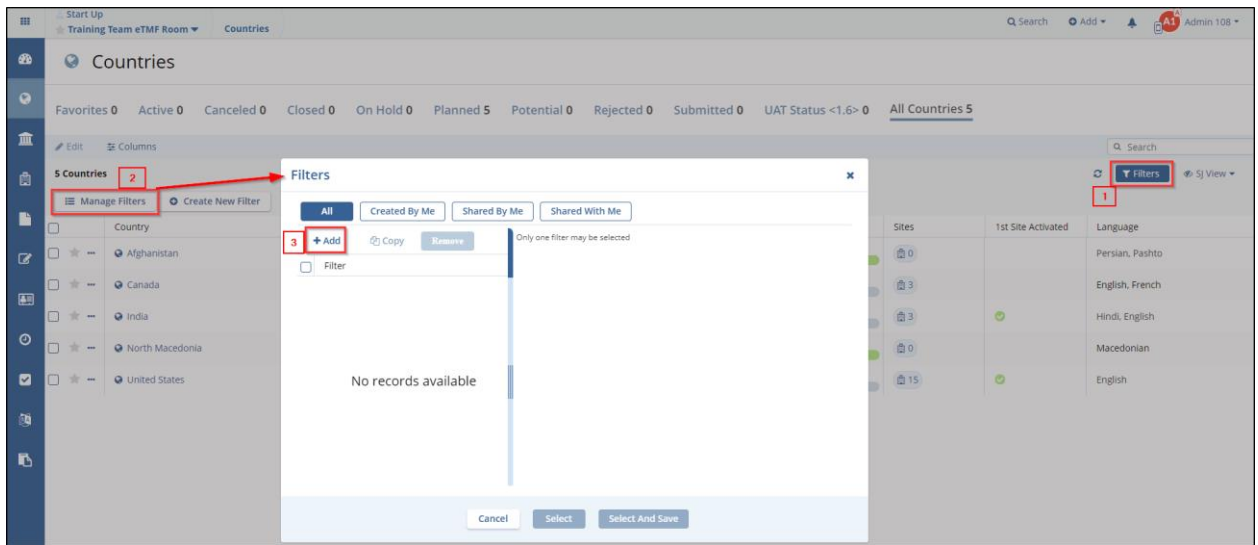 Start Up
Training Team eTMF Room Countries Search Add Admin 108
A
A1
Countries
Favorites 0 Active 0 Canceled 0 Closed 0 On Hold 0 Planned 5 Potential 0 Rejected 0 Submitted 0 UAT Status <1.6> 0 All Countries 5
Edit Columns Search
5 Countries 2 Filters Filters SJ View
1
Manage Filters Create New Filter All Created By Me Shared By Me Shared With Me
Country Sites 1st Site Activated Language
3 + Add Copy Remove Only one filter may be selected
Filter
Afghanistan 0 Persian, Pashto
Canada 3 English, French
India 3 Hindi, English
North Macedonia 0 Macedonian
United States No records available 15 English
Cancel Select Select And Save